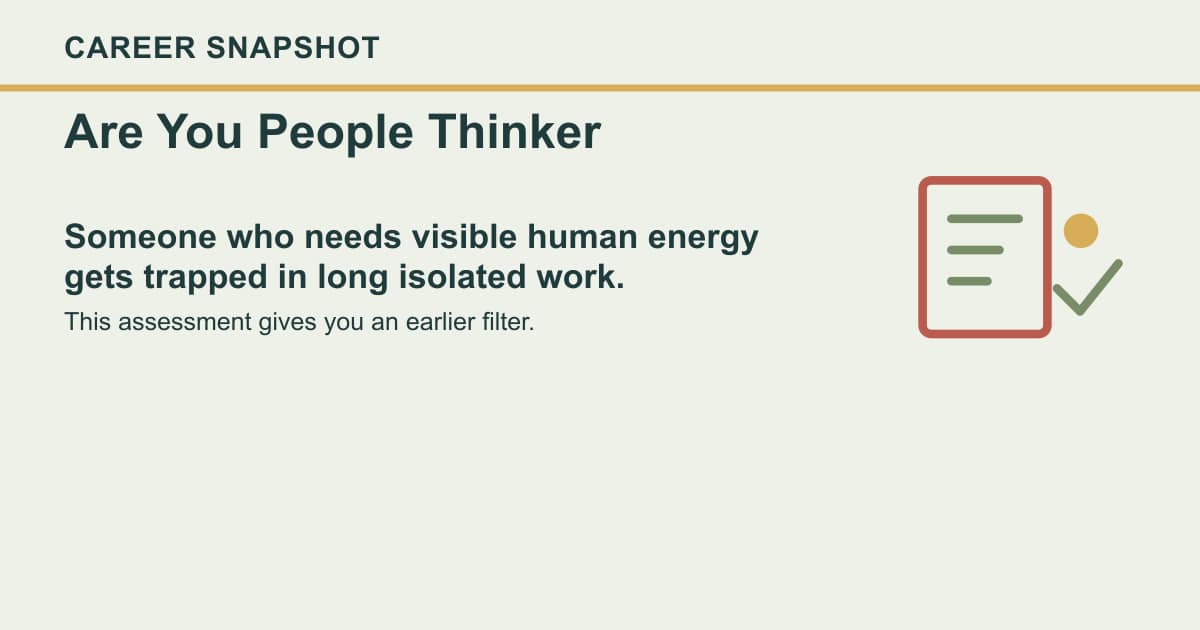 CAREER SNAPSHOT
Are You People Thinker
Someone who needs visible human energy
gets trapped in long isolated work.
This assessment gives you an earlier filter.